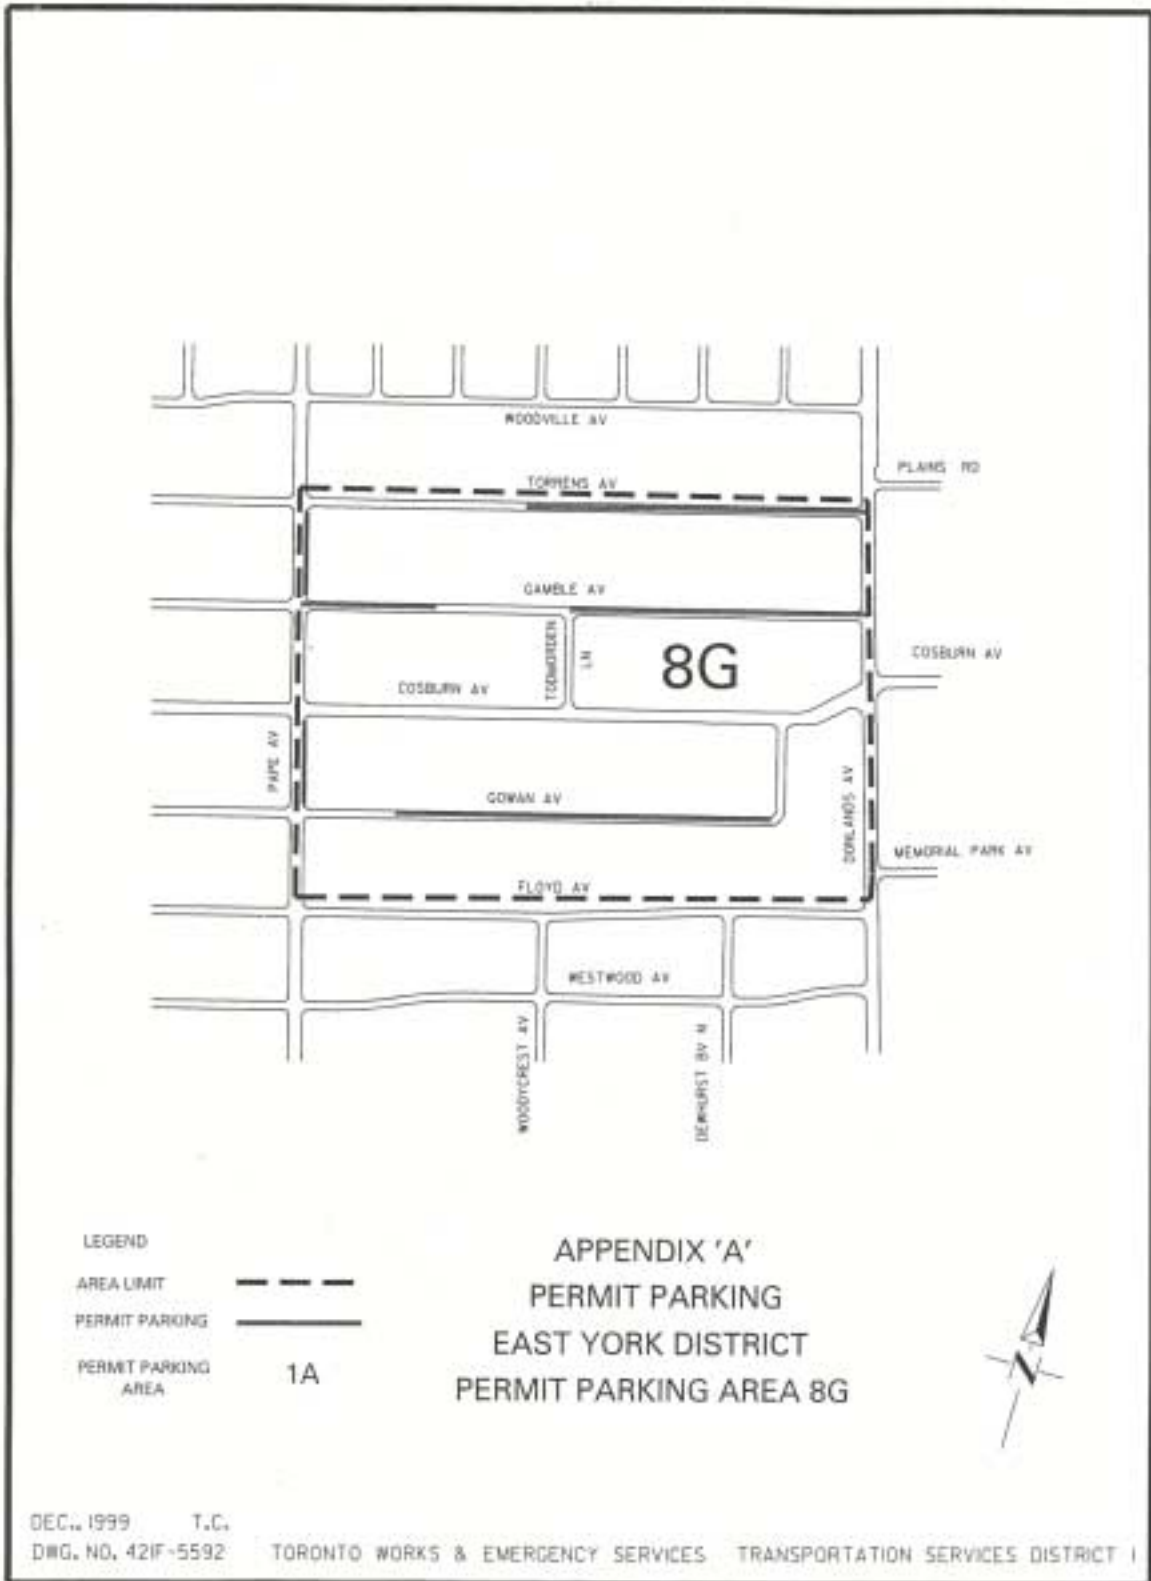 WOODVILLE AV
PLAINS RD
TORRENS AV
GAMBLE AV
TODMORDEN
LN
8G
COSBURN AV
COSBURN AV
PAPE AV
GOWAN AV
DONLANDS AV
MEMORIAL PARK AV
FLOYD AV
WESTWOOD AV
WOODYCREST AV
DEWHURST BV N
LEGEND
AREA LIMIT
PERMIT PARKING
PERMIT PARKING
AREA
1A
APPENDIX 'A'
PERMIT PARKING
EAST YORK DISTRICT
PERMIT PARKING AREA 8G
N
DEC., 1999 T.C.
DWG. NO. 421F-5592 TORONTO WORKS & EMERGENCY SERVICES TRANSPORTATION SERVICES DISTRICT 1